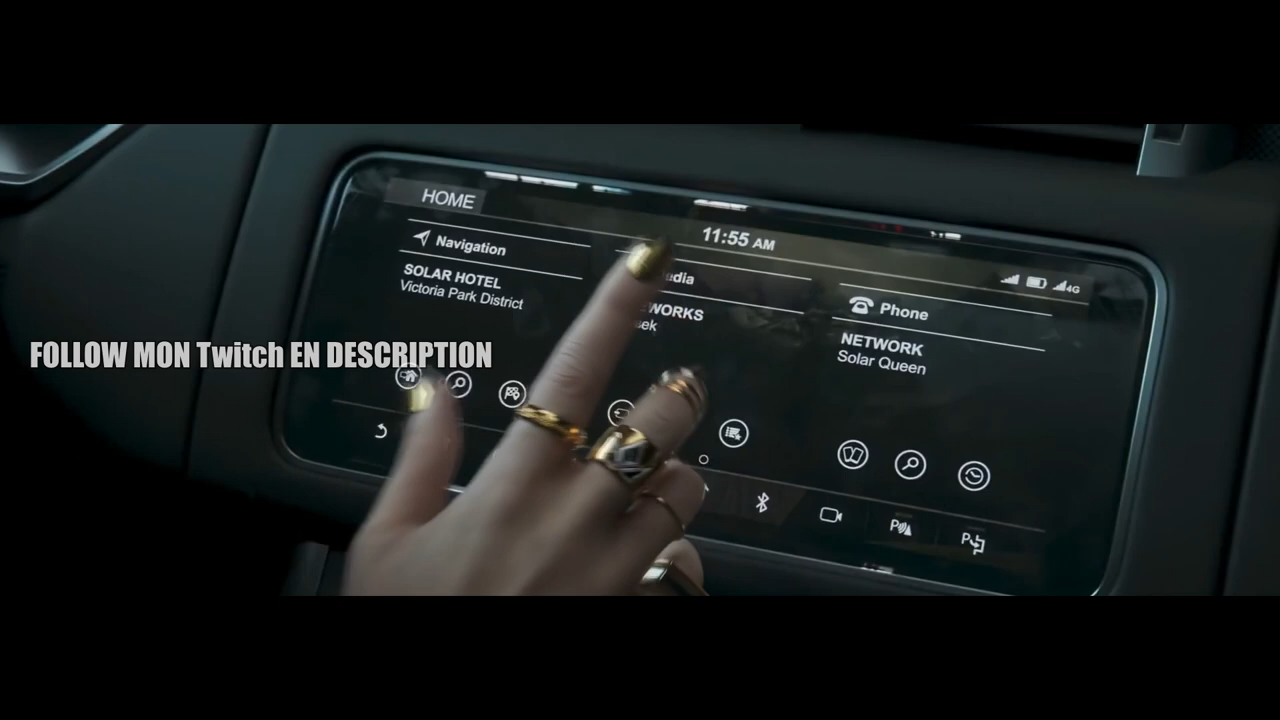 HOME
11:55 AM
4G
Navigation
SOLAR HOTEL
Victoria Park District
Phone
NETWORK
Solar Queen
FOLLOW MON Twitch EN DESCRIPTION